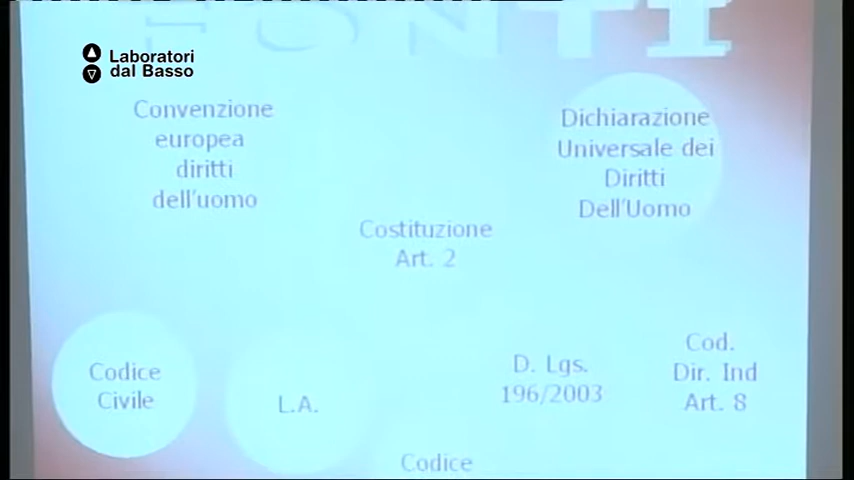 FONTI
Laboratori
dal Basso
Convenzione
europea
diritti
dell'uomo
Dichiarazione
Universale dei
Diritti
Dell'Uomo
Costituzione
Art. 2
Codice
Civile
L.A.
D. Lgs.
196/2003
Cod.
Dir. Ind
Art. 8
Codice